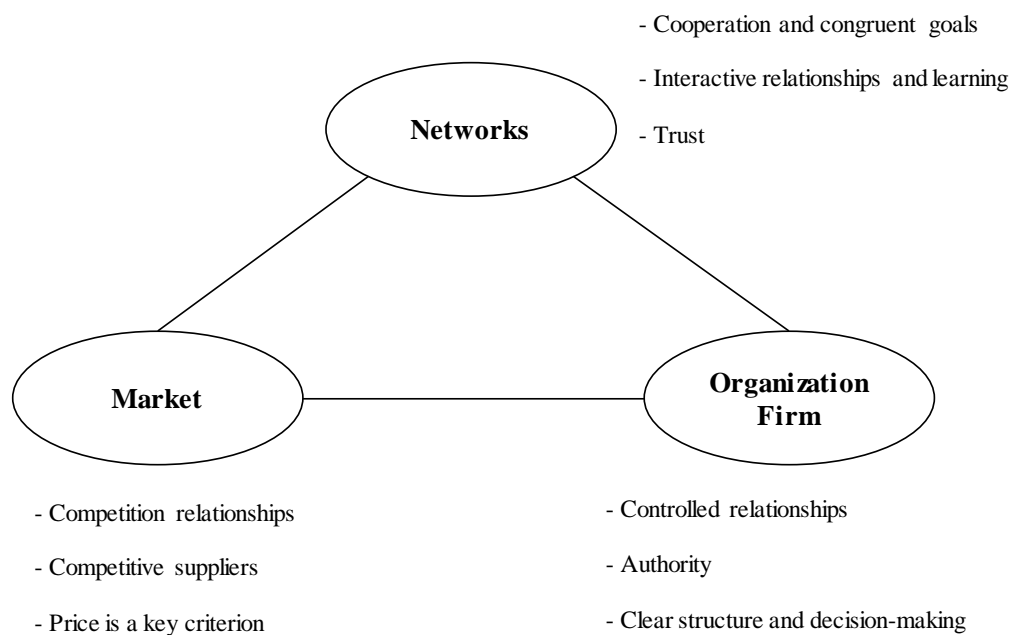 - Cooperation and congruent goals
- Interactive relationships and learning
- Trust
Networks
Market
Organization
Firm
- Competition relationships
- Competitive suppliers
- Price is a key criterion
- Controlled relationships
- Authority
- Clear structure and decision-making